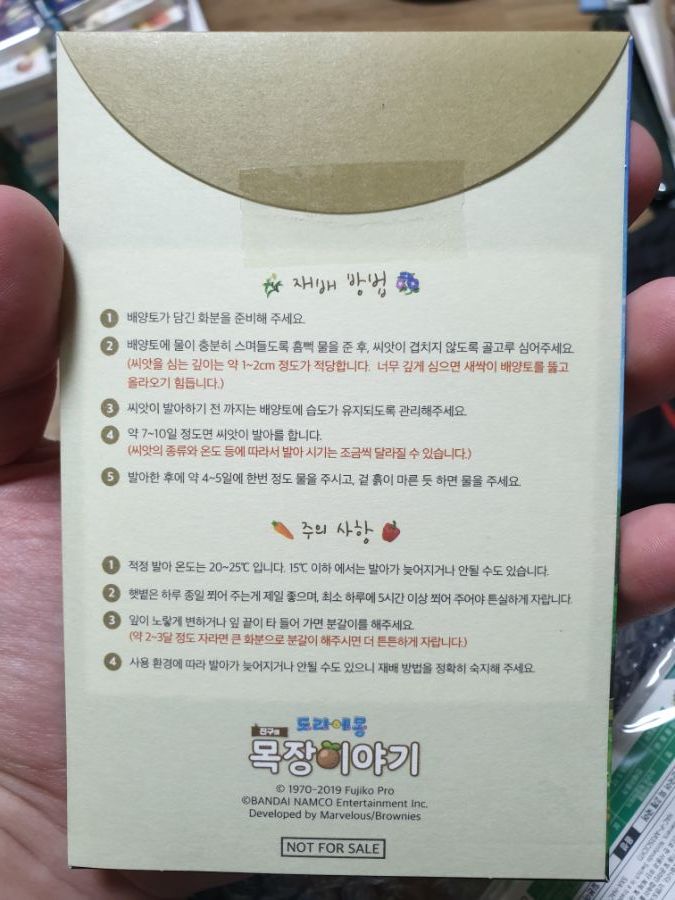 재배 방법
1 배양토가 담긴 화분을 준비해 주세요.
2 배양토에 물이 충분히 스며들도록 흠뻑 물을 준 후, 씨앗이 겹치지 않도록 골고루 심어주세요.
(씨앗을 심는 깊이는 약 1~2cm 정도가 적당합니다. 너무 깊게 심으면 새싹이 배양토를 뚫고
올라오기 힘듭니다.)
3 씨앗이 발아하기 전 까지는 배양토에 습도가 유지되도록 관리해주세요.
4 약 7~10일 정도면 씨앗이 발아를 합니다.
(씨앗의 종류와 온도 등에 따라서 발아 시기는 조금씩 달라질 수 있습니다.)
5 발아한 후에 약 4~5일에 한번 정도 물을 주시고, 겉 흙이 마른 듯 하면 물을 주세요.
주의 사항
1 적정 발아 온도는 20~25℃ 입니다. 15℃ 이하 에서는 발아가 늦어지거나 안될 수도 있습니다.
2 햇볕은 하루 종일 쬐어 주는게 제일 좋으며, 최소 하루에 5시간 이상 쬐어 주어야 튼실하게 자랍니다.
3 잎이 노랗게 변하거나 잎 끝이 타 들어 가면 분갈이를 해주세요.
(약 2~3달 정도 자라면 큰 화분으로 분갈이 해주시면 더 튼튼하게 자랍니다.)
4 사용 환경에 따라 발아가 늦어지거나 안될 수도 있으니 재배 방법을 정확히 숙지해 주세요.
도라에몽
진구의
목장이야기
© 1970-2019 Fujiko Pro
©BANDAI NAMCO Entertainment Inc.
Developed by Marvelous/Brownies
NOT FOR SALE